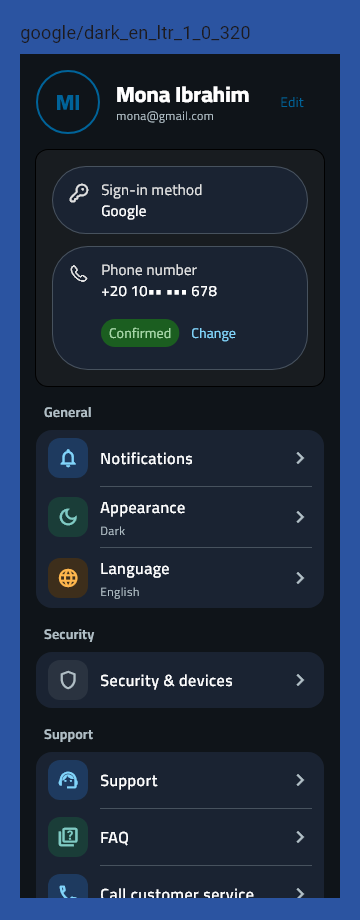 google/dark_en_ltr_1_0_320
MI
Mona Ibrahim
mona@gmail.com
Edit
Sign-in method
Google
Phone number
+20 10▪▪ ▪▪▪ 678
Confirmed
Change
General
Notifications
Appearance
Dark
Language
English
Security
Security & devices
Support
Support
FAQ
Call customer service